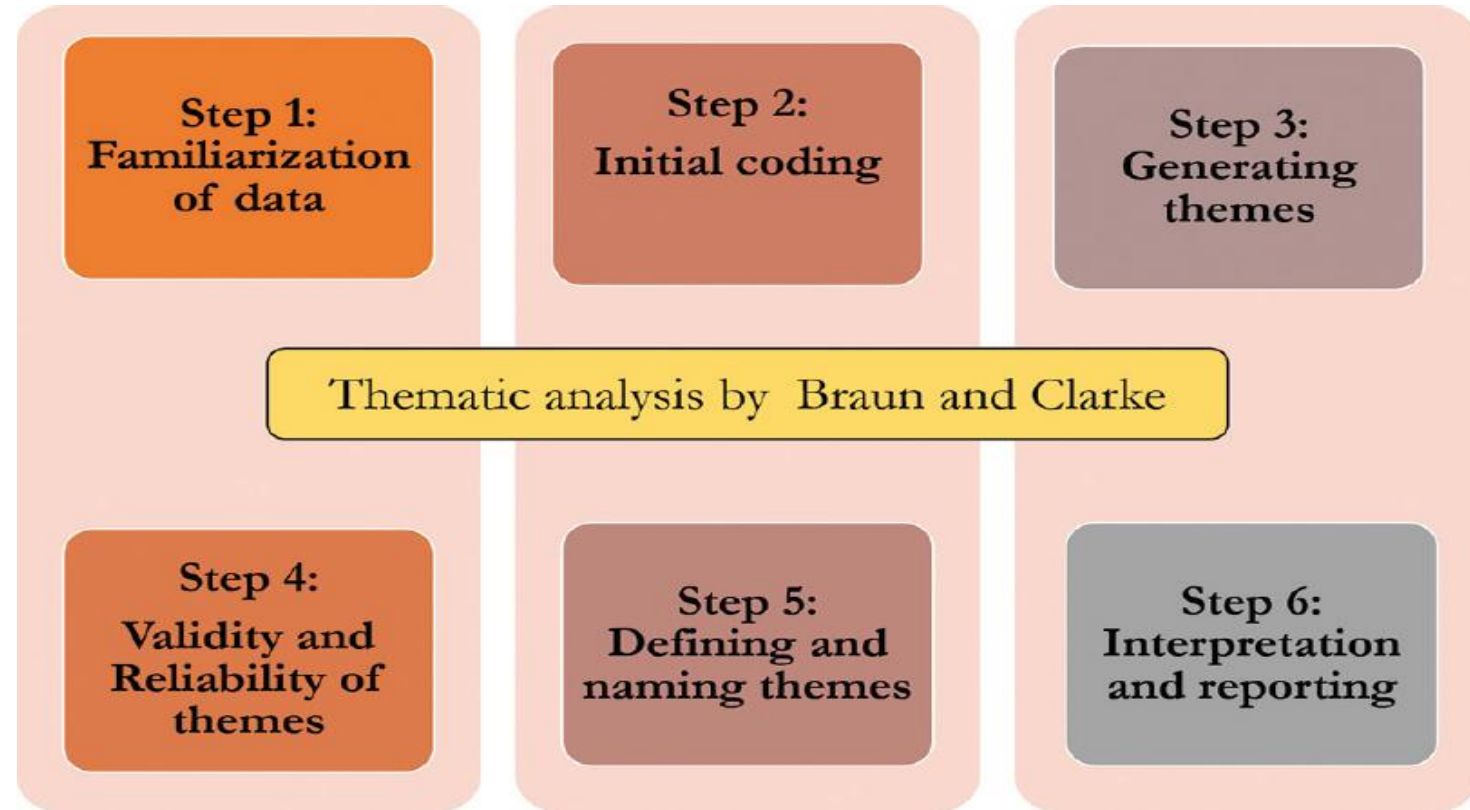 Step 1:
Familiarization
of data
Step 2:
Initial coding
Step 3:
Generating
themes
Thematic analysis by Braun and Clarke
Step 4:
Validity and
Reliability of
themes
Step 5:
Defining and
naming themes
Step 6:
Interpretation
and reporting